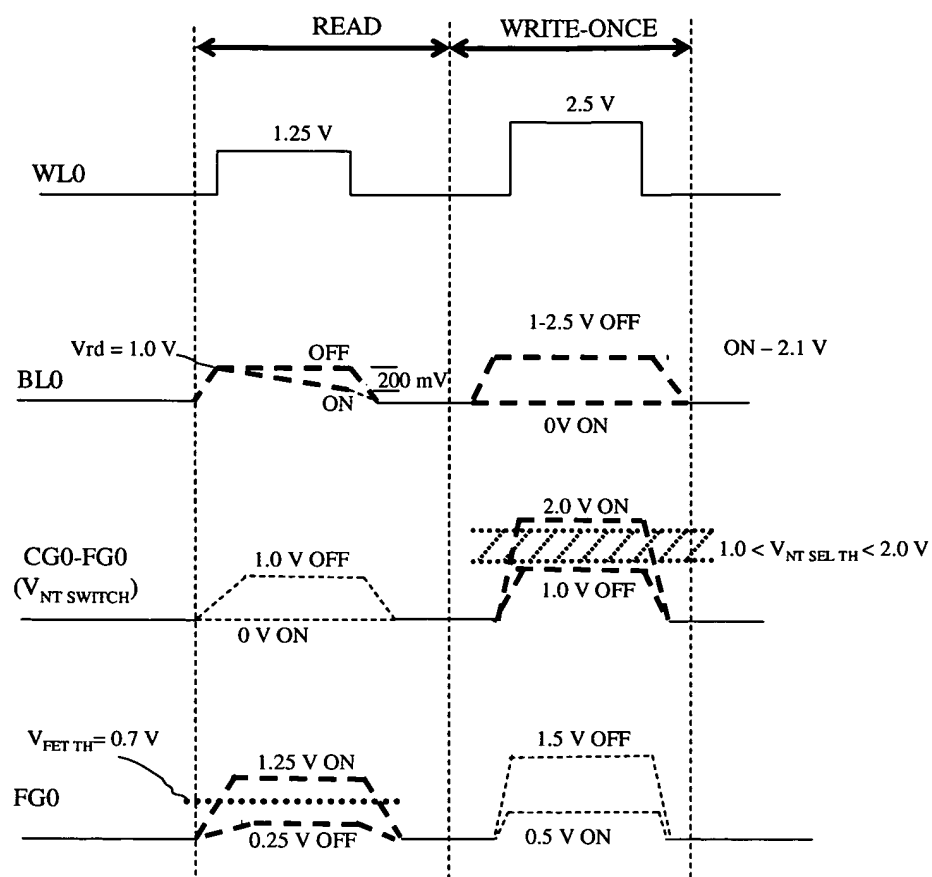 READ
WRITE-ONCE
1.25 V
2.5 V
WL0
Vrd = 1.0 V
OFF
200 mV
ON
BL0
1-2.5 V OFF
0V ON
ON – 2.1 V
CG0-FG0
(V_NT SWITCH)
1.0 V OFF
0 V ON
2.0 V ON
1.0 V OFF
1.0 < V_NT SEL TH < 2.0 V
V_FET TH = 0.7 V
FG0
1.25 V ON
0.25 V OFF
1.5 V OFF
0.5 V ON